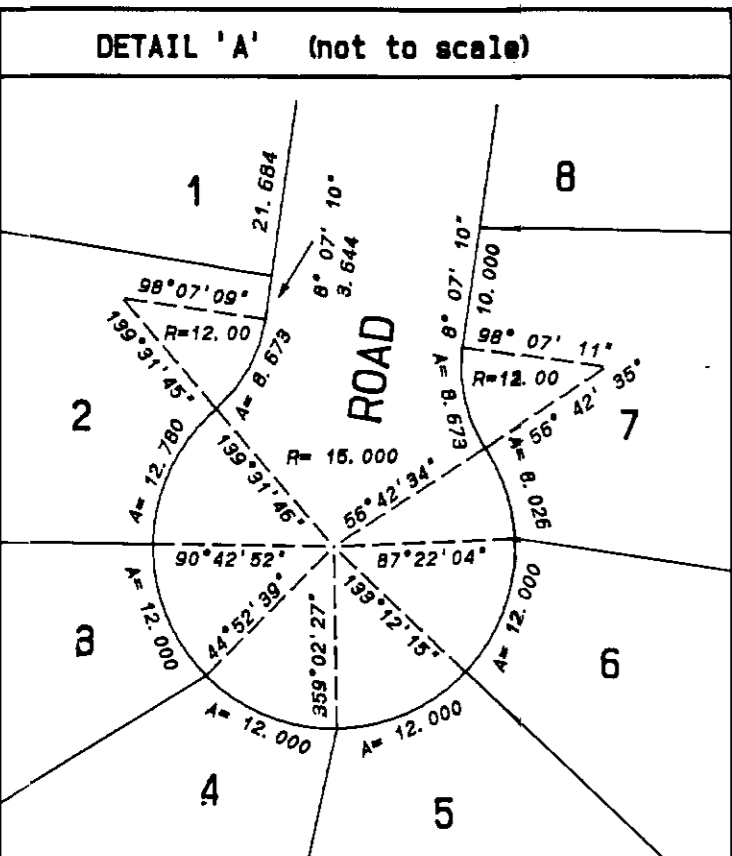 DETAIL 'A' (not to scale)
1
8
21.684
8° 07' 10"
3.644
8° 07' 10"
10.000
98°07'09"
R=12.00
139°31'45"
A= 8.673
ROAD
98° 07' 11"
R=12.00
56° 42' 35"
A= 8.673
2
7
A= 12.780
139°31'46"
R= 15.000
56°42'34"
A= 8.026
90°42'52"
87°22'04"
3
A= 12.000
44°52'39"
359°02'27"
133°12'15"
A= 12.000
6
A= 12.000
A= 12.000
4
5